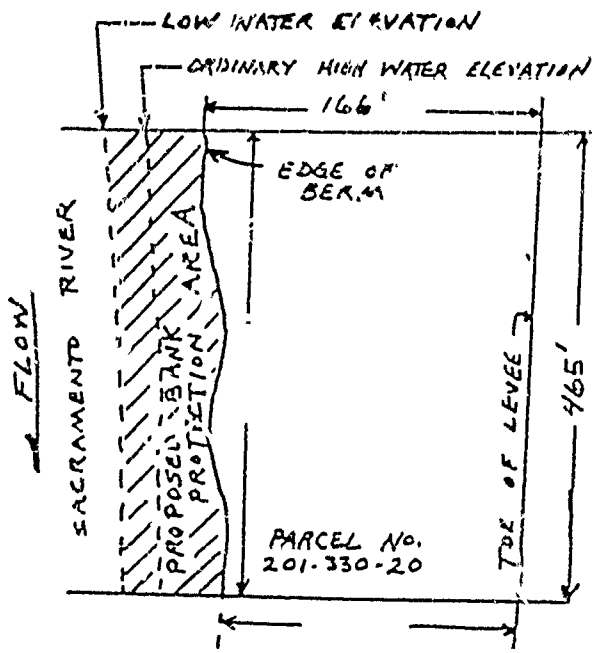 LOW WATER ELEVATION
ORDINARY HIGH WATER ELEVATION
166'
EDGE OF
BERM
FLOW
SACRAMENTO RIVER
PROPOSED BANK
PROTECTION AREA
TOE OF LEVEE
465'
PARCEL NO.
201-330-20